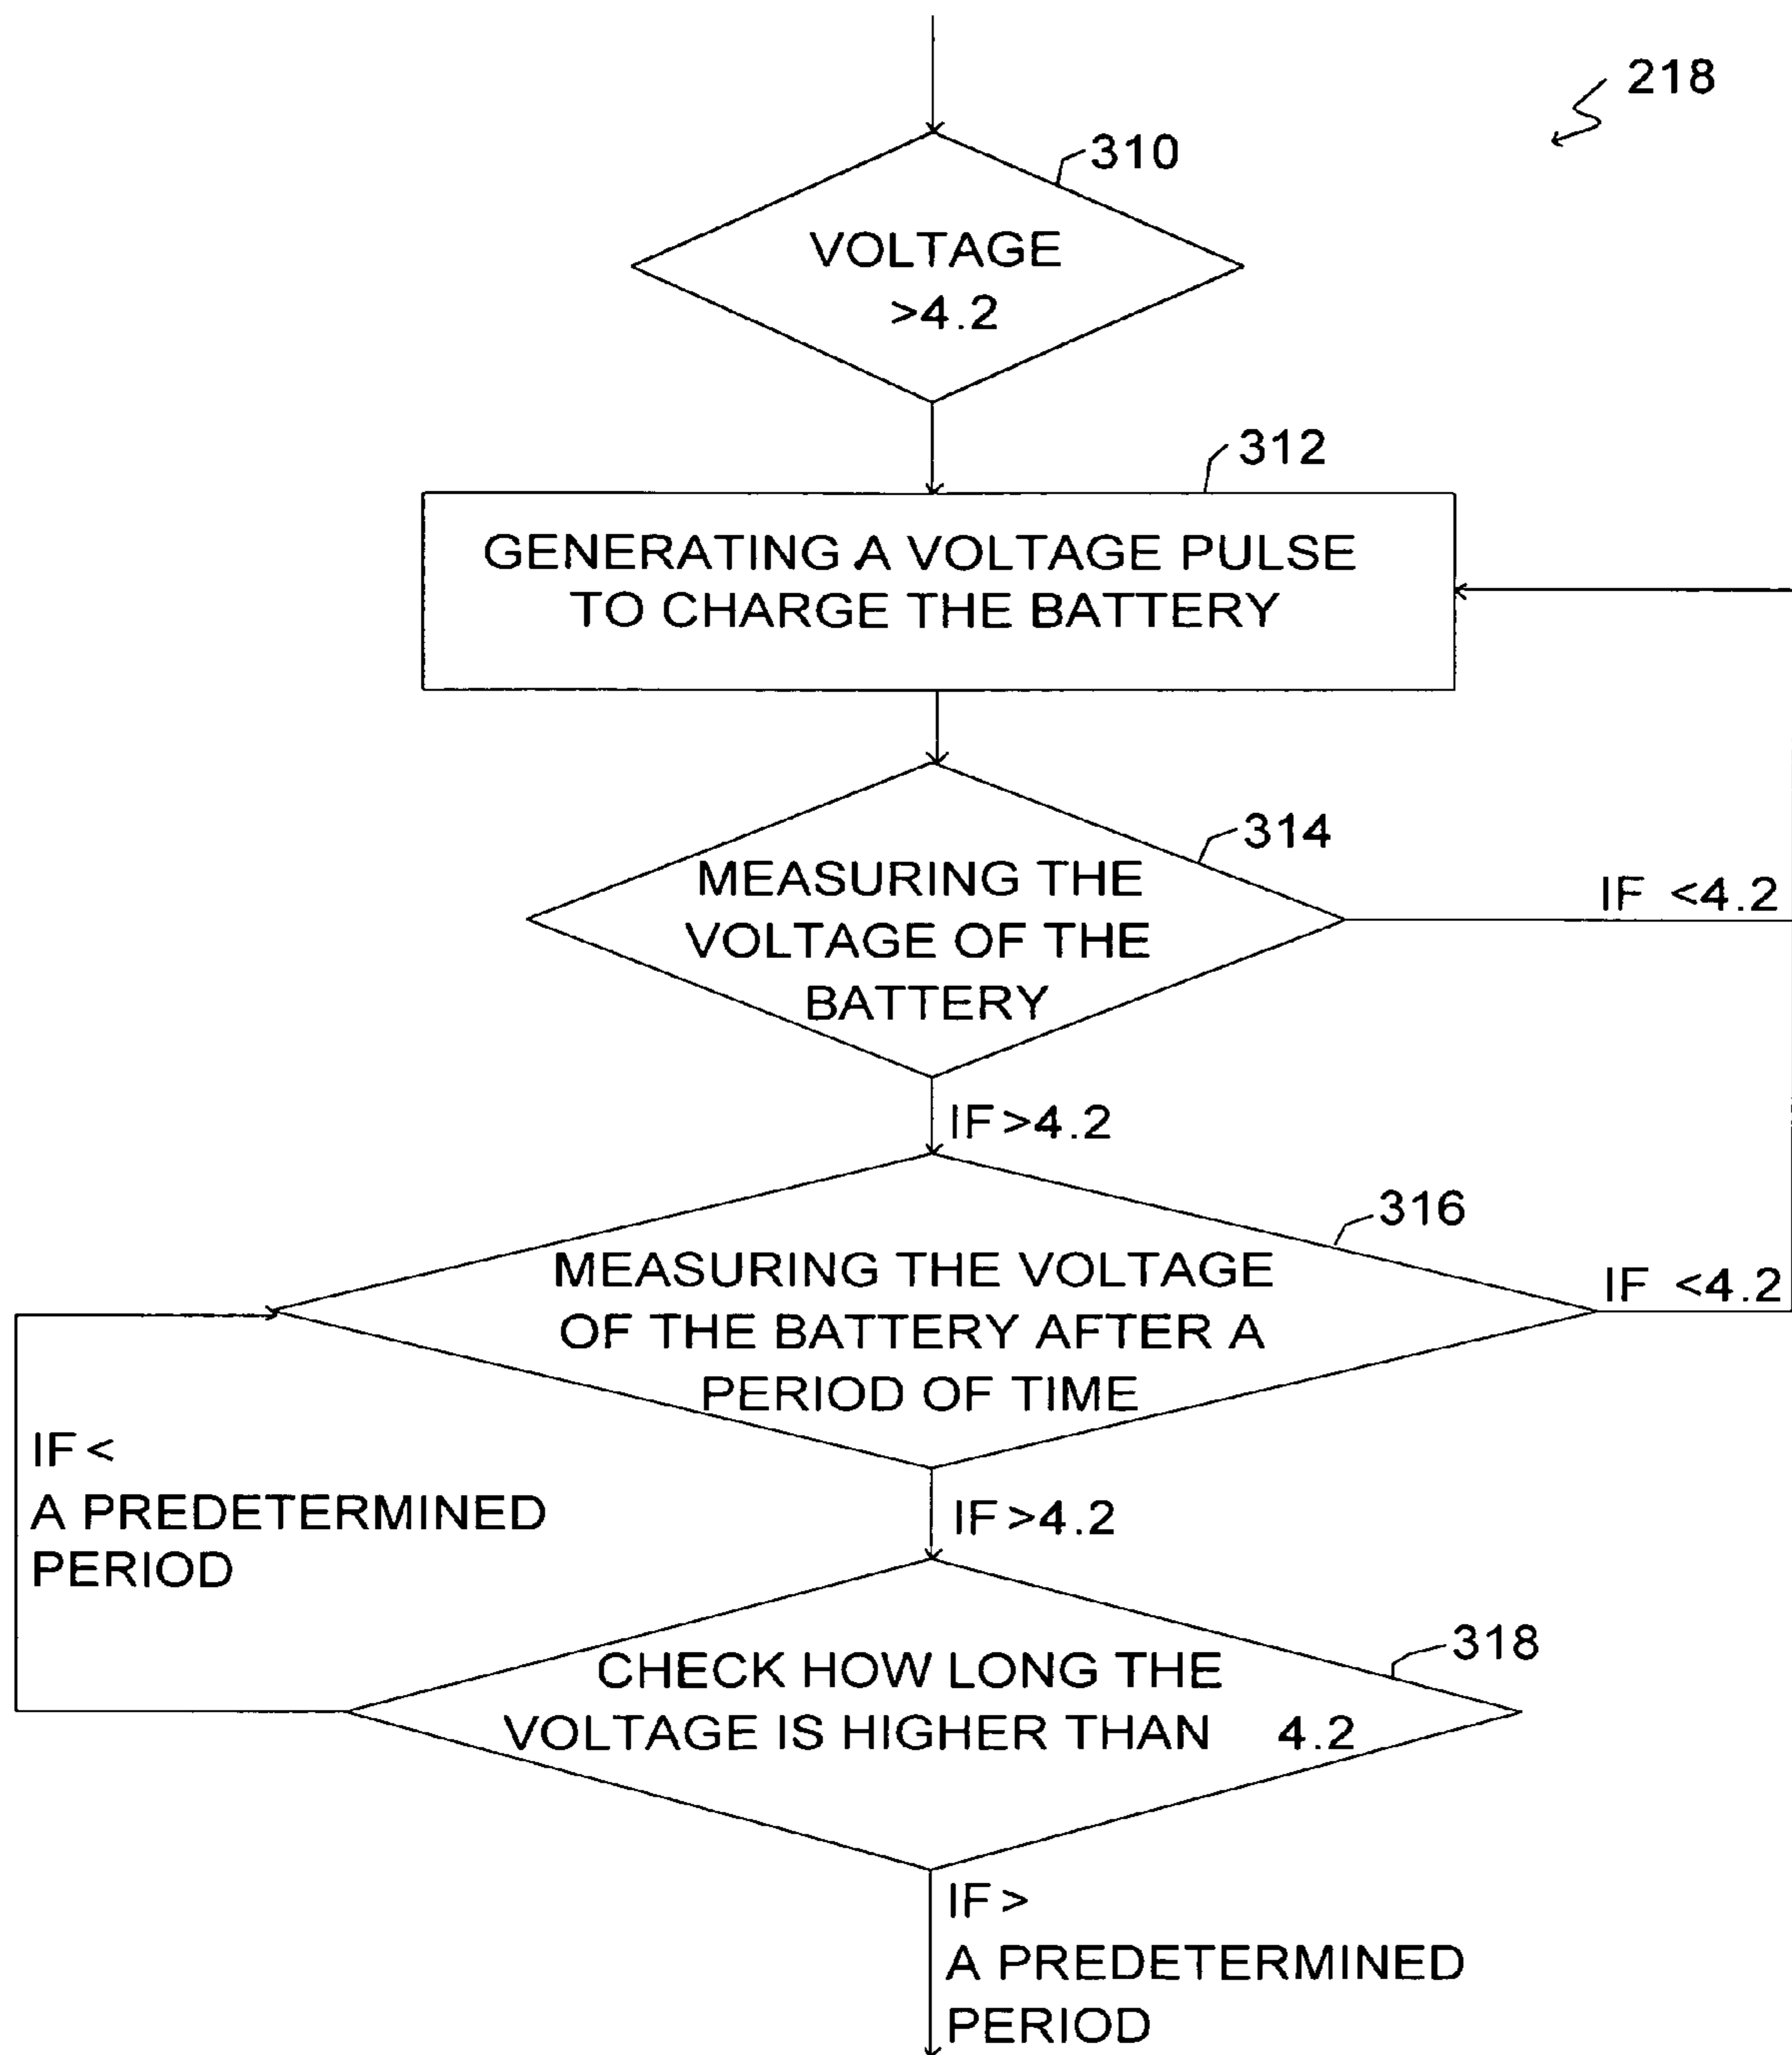 218
310
VOLTAGE
>4.2
312
GENERATING A VOLTAGE PULSE
TO CHARGE THE BATTERY
314
MEASURING THE
VOLTAGE OF THE
BATTERY
IF <4.2
IF>4.2
316
MEASURING THE VOLTAGE
OF THE BATTERY AFTER A
PERIOD OF TIME
IF <4.2
IF<
A PREDETERMINED
PERIOD
IF>4.2
318
CHECK HOW LONG THE
VOLTAGE IS HIGHER THAN 4.2
IF>
A PREDETERMINED
PERIOD